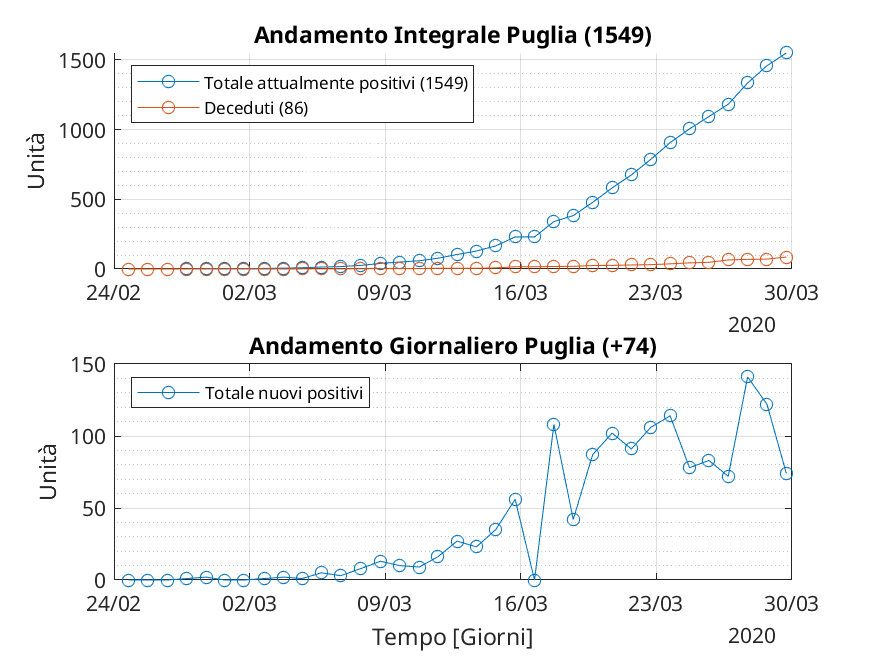 Andamento Integrale Puglia (1549)
1500
1000
500
0
Unità
Totale attualmente positivi (1549)
Deceduti (86)
24/02 02/03 09/03 16/03 23/03 30/03
2020
Andamento Giornaliero Puglia (+74)
150
100
50
0
Unità
Totale nuovi positivi
24/02 02/03 09/03 16/03 23/03 30/03
Tempo [Giorni]
2020